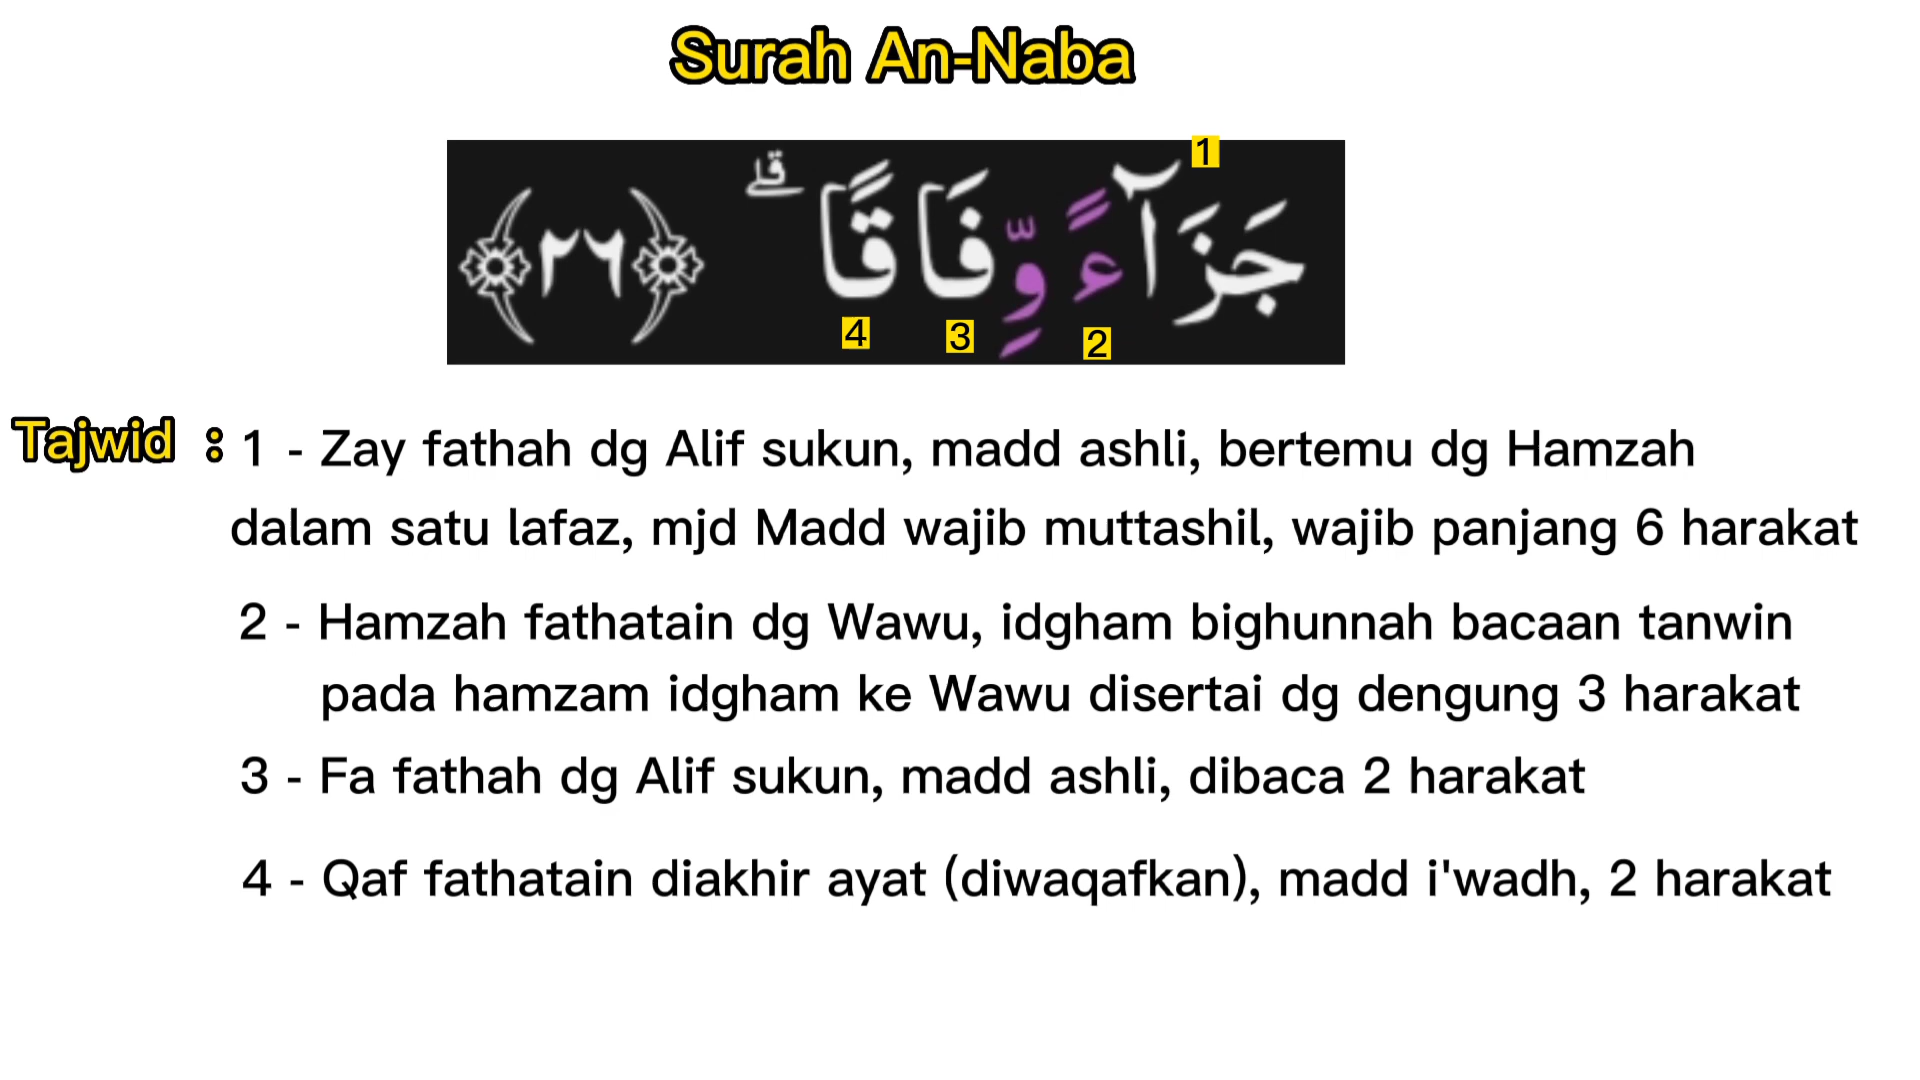 Surah An-Naba
1
جَزَآءً وِّفَاقًا ۗ ﴿٢٦﴾
4 3 2
Tajwid : 1 - Zay fathah dg Alif sukun, madd ashli, bertemu dg Hamzah
dalam satu lafaz, mjd Madd wajib muttashil, wajib panjang 6 harakat
2 - Hamzah fathatain dg Wawu, idgham bighunnah bacaan tanwin
pada hamzam idgham ke Wawu disertai dg dengung 3 harakat
3 - Fa fathah dg Alif sukun, madd ashli, dibaca 2 harakat
4 - Qaf fathatain diakhir ayat (diwaqafkan), madd i'wadh, 2 harakat